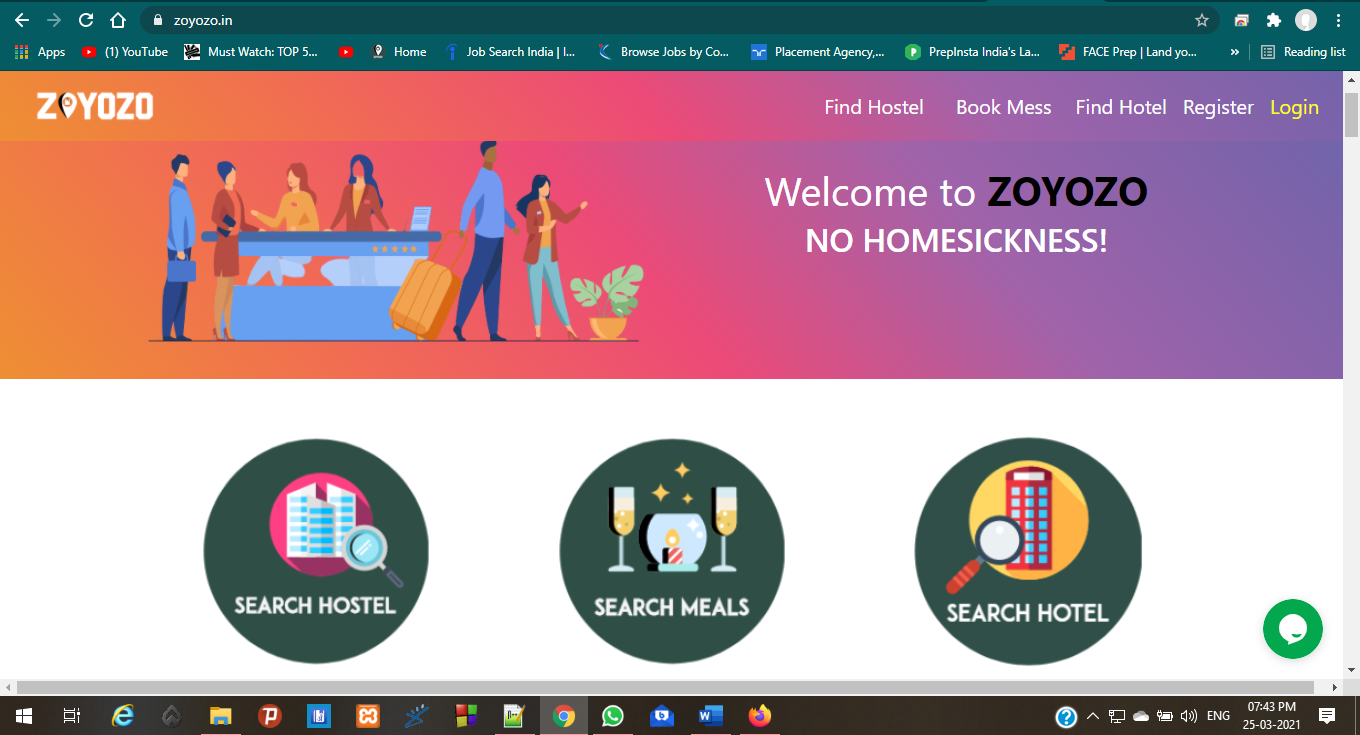 zoyozo.in
Apps (1) YouTube Must Watch: TOP 5... Home Job Search India | I... Browse Jobs by Co... Placement Agency,... PrepInsta India's La... FACE Prep | Land yo... » Reading list
ZOYOZO Find Hostel Book Mess Find Hotel Register Login
Welcome to ZOYOZO
NO HOMESICKNESS!
SEARCH HOSTEL SEARCH MEALS SEARCH HOTEL
ENG 07:43 PM
25-03-2021